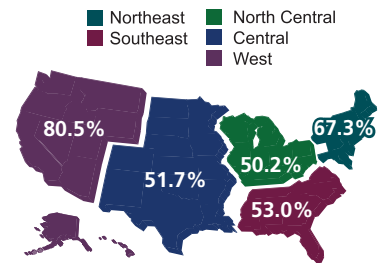 Northeast
North Central
Southeast
Central
West
80.5%
67.3%
50.2%
51.7%
53.0%